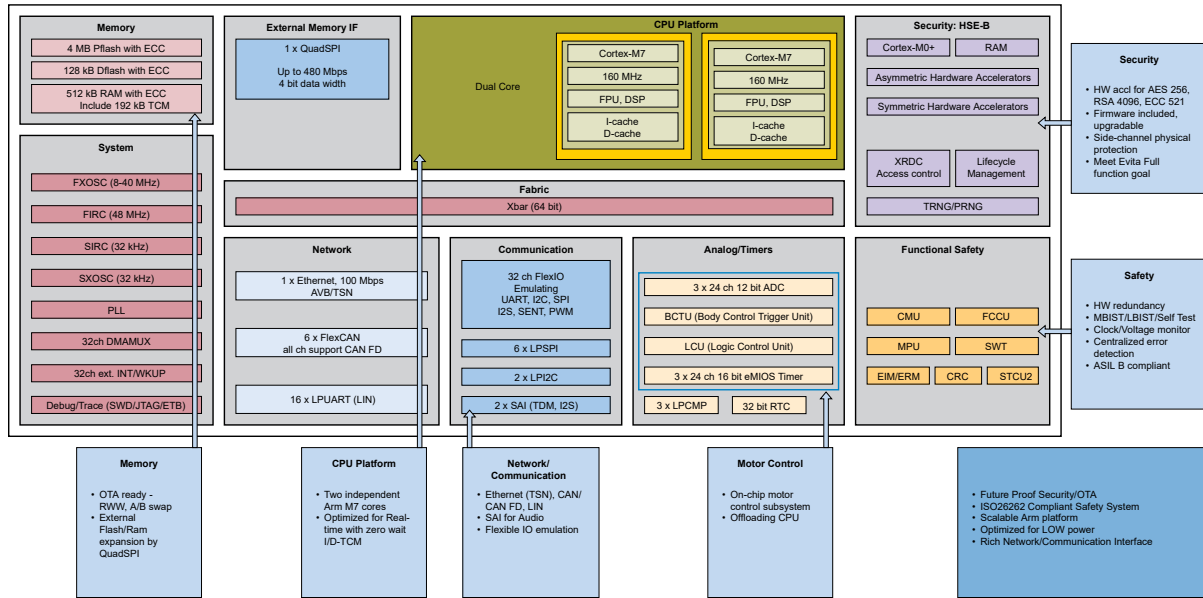 Memory
4 MB Pflash with ECC
128 kB Dflash with ECC
512 kB RAM with ECC
Include 192 kB TCM
System
FXOSC (8-40 MHz)
FIRC (48 MHz)
SIRC (32 kHz)
SXOSC (32 kHz)
PLL
32ch DMAMUX
32ch ext. INT/WKUP
Debug/Trace (SWD/JTAG/ETB)
External Memory IF
1 x QuadSPI
Up to 480 Mbps
4 bit data width
CPU Platform
Dual Core
Cortex-M7
160 MHz
FPU, DSP
I-cache
D-cache
Cortex-M7
160 MHz
FPU, DSP
I-cache
D-cache
Fabric
Xbar (64 bit)
Network
1 x Ethernet, 100 Mbps
AVB/TSN
6 x FlexCAN
all ch support CAN FD
16 x LPUART (LIN)
Communication
32 ch FlexIO
Emulating
UART, I2C, SPI
I2S, SENT, PWM
6 x LPSPI
2 x LPI2C
2 x SAI (TDM, I2S)
Analog/Timers
3 x 24 ch 12 bit ADC
BCTU (Body Control Trigger Unit)
LCU (Logic Control Unit)
3 x 24 ch 16 bit eMIOS Timer
3 x LPCMP
32 bit RTC
Security: HSE-B
Cortex-M0+
RAM
Asymmetric Hardware Accelerators
Symmetric Hardware Accelerators
XRDC
Access control
Lifecycle
Management
TRNG/PRNG
Functional Safety
CMU
FCCU
MPU
SWT
EIM/ERM
CRC
STCU2
Security
• HW accl for AES 256,
RSA 4096, ECC 521
• Firmware included,
upgradable
• Side-channel physical
protection
• Meet Evita Full
function goal
Safety
• HW redundancy
• MBIST/LBIST/Self Test
• Clock/Voltage monitor
• Centralized error
detection
• ASIL B compliant
Memory
• OTA ready -
RWW, A/B swap
• External
Flash/Ram
expansion by
QuadSPI
CPU Platform
• Two independent
Arm M7 cores
• Optimized for Real-
time with zero wait
I/D-TCM
Network/
Communication
• Ethernet (TSN), CAN/
CAN FD, LIN
• SAI for Audio
• Flexible IO emulation
Motor Control
• On-chip motor
control subsystem
• Offloading CPU
• Future Proof Security/OTA
• ISO26262 Compliant Safety System
• Scalable Arm platform
• Optimized for LOW power
• Rich Network/Communication Interface